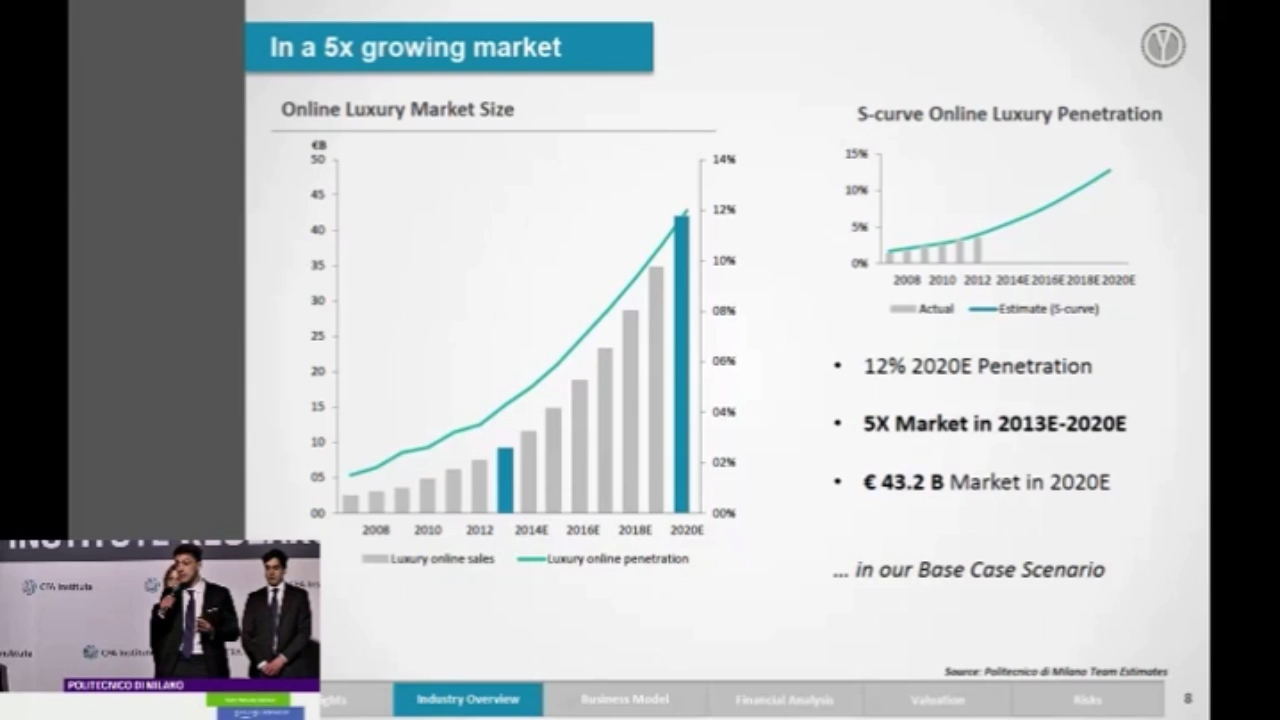 In a 5x growing market
Online Luxury Market Size
€B
50
45
40
35
30
25
20
15
10
05
00
14%
12%
10%
08%
06%
04%
02%
00%
2008 2010 2012 2014E 2016E 2018E 2020E
Luxury online sales Luxury online penetration
S-curve Online Luxury Penetration
15%
10%
5%
0%
2008 2010 2012 2014E 2016E 2018E 2020E
Actual Estimate (S-curve)
• 12% 2020E Penetration
• 5X Market in 2013E-2020E
• € 43.2 B Market in 2020E
... in our Base Case Scenario
Source: Politecnico di Milano Team Estimates
Industry Overview Business Model Financial Analysis Valuation Risks 8
INSTITUTE
CFA Institute
CFA Institute
POLITECNICO DI MILANO